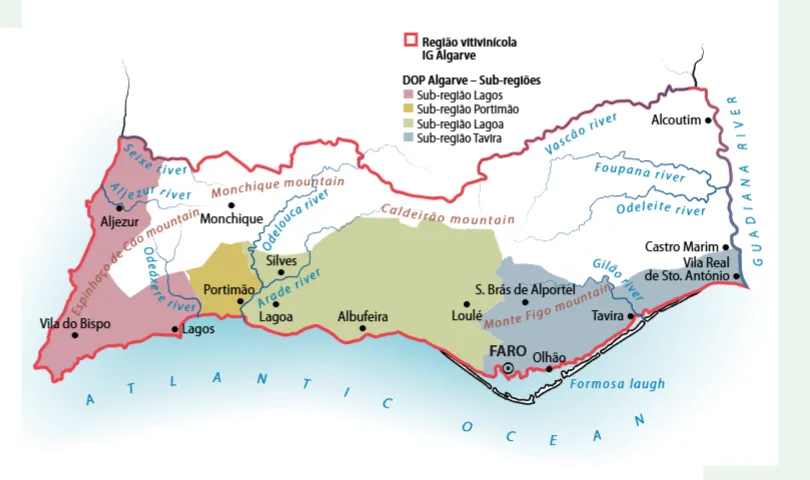 Região vitivinícola
IG Algarve
DOP Algarve – Sub-regiões
Sub-região Lagos
Sub-região Portimão
Sub-região Lagoa
Sub-região Tavira
Alcoutim
Vascão river
Seixe river
Foupana river
GUADIANA RIVER
Aljezur river
Monchique mountain
Odelouca river
Odeleite river
Aljezur
Monchique
Caldeirão mountain
Espinhaço de Cão mountain
Castro Marim
Odeáxere river
Silves
Gilão river
Vila Real
de Sto. António
Portimão
Arade river
S. Brás de Alportel
Monte Figo mountain
Vila do Bispo
Lagos
Lagoa
Albufeira
Loulé
Tavira
FARO
Olhão
Formosa laugh
ATLANTIC OCEAN